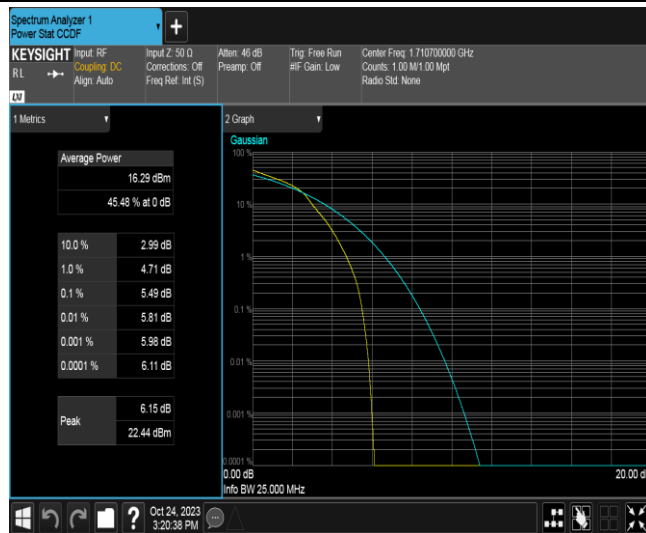 Spectrum Analyzer 1
Power Stat CCDF
+
KEYSIGHT
RL
Input: RF
Coupling: DC
Align: Auto
Input Z: 50 Ω
Corrections: Off
Freq Ref: Int (S)
Atten: 46 dB
Preamp: Off
Trig: Free Run
#IF Gain: Low
Center Freq: 1.710700000 GHz
Counts: 1.00 M/1.00 Mpt
Radio Std: None
1 Metrics
Average Power
16.29 dBm
45.48 % at 0 dB
10.0 % 2.99 dB
1.0 % 4.71 dB
0.1 % 5.49 dB
0.01 % 5.81 dB
0.001 % 5.98 dB
0.0001 % 6.11 dB
Peak
6.15 dB
22.44 dBm
2 Graph
Gaussian
100 %
10 %
1 %
0.1 %
0.01 %
0.001 %
0.0001 %
0.00 dB
20.00 d
Info BW 25.000 MHz
?
Oct 24, 2023
3:20:38 PM